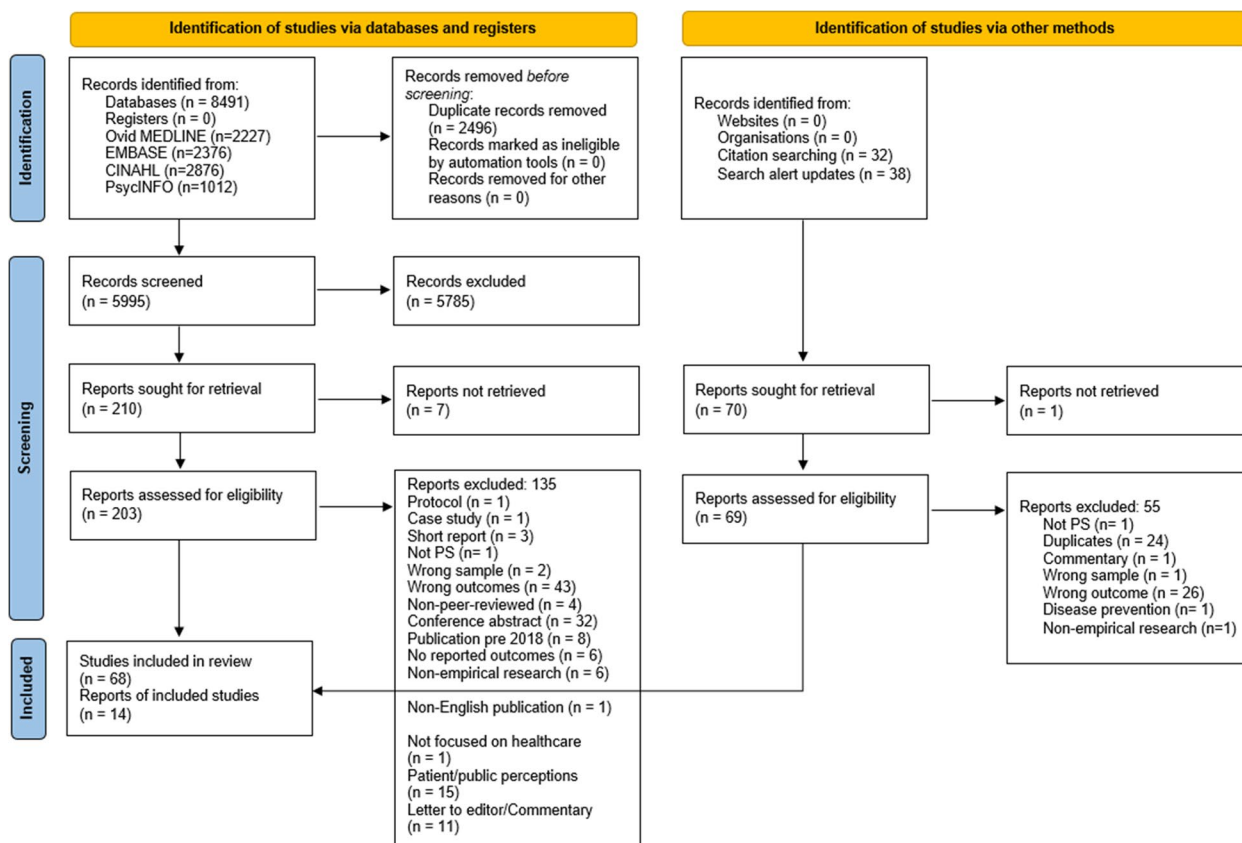 Identification of studies via databases and registers
Identification of studies via other methods
Identification
Records identified from:
Databases (n = 8491)
Registers (n = 0)
Ovid MEDLINE (n=2227)
EMBASE (n=2376)
CINAHL (n=2876)
PsycINFO (n=1012)
Records removed before
screening:
Duplicate records removed
(n = 2496)
Records marked as ineligible
by automation tools (n = 0)
Records removed for other
reasons (n = 0)
Records identified from:
Websites (n = 0)
Organisations (n = 0)
Citation searching (n = 32)
Search alert updates (n = 38)
Screening
Records screened
(n = 5995)
Records excluded
(n = 5785)
Reports sought for retrieval
(n = 210)
Reports not retrieved
(n = 7)
Reports sought for retrieval
(n = 70)
Reports not retrieved
(n = 1)
Reports assessed for eligibility
(n = 203)
Reports excluded: 135
Protocol (n = 1)
Case study (n = 1)
Short report (n = 3)
Not PS (n= 1)
Wrong sample (n = 2)
Wrong outcomes (n = 43)
Non-peer-reviewed (n = 4)
Conference abstract (n = 32)
Publication pre 2018 (n = 8)
No reported outcomes (n = 6)
Non-empirical research (n = 6)
Non-English publication (n = 1)
Not focused on healthcare
(n = 1)
Patient/public perceptions
(n = 15)
Letter to editor/Commentary
(n = 11)
Reports assessed for eligibility
(n = 69)
Reports excluded: 55
Not PS (n= 1)
Duplicates (n = 24)
Commentary (n = 1)
Wrong sample (n = 1)
Wrong outcome (n = 26)
Disease prevention (n= 1)
Non-empirical research (n=1)
Included
Studies included in review
(n = 68)
Reports of included studies
(n = 14)